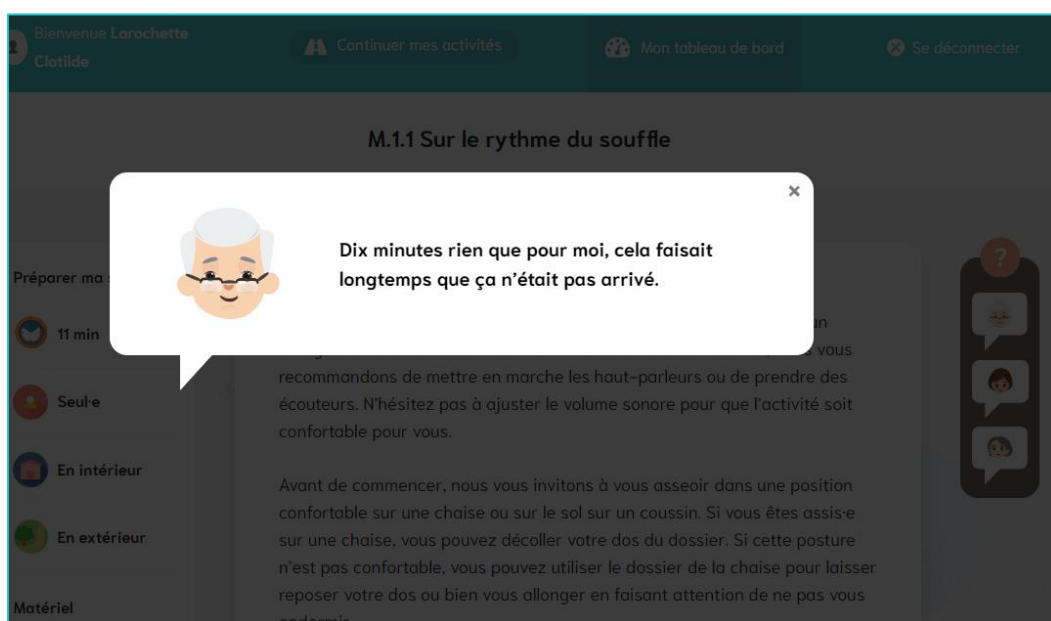 Bienvenue Larochette
Clotilde
Continuer mes activités
Mon tableau de bord
Se déconnecter
M.1.1 Sur le rythme du souffle
×
Dix minutes rien que pour moi, cela faisait
longtemps que ça n'était pas arrivé.
Préparer ma
11 min
Seul·e
En intérieur
En extérieur
Matériel
?
un
vous
recommandons de mettre en marche les haut-parleurs ou de prendre des
écouteurs. N'hésitez pas à ajuster le volume sonore pour que l'activité soit
confortable pour vous.
Avant de commencer, nous vous invitons à vous asseoir dans une position
confortable sur une chaise ou sur le sol sur un coussin. Si vous êtes assis·e
sur une chaise, vous pouvez décoller votre dos du dossier. Si cette posture
n'est pas confortable, vous pouvez utiliser le dossier de la chaise pour laisser
reposer votre dos ou bien vous allonger en faisant attention de ne pas vous